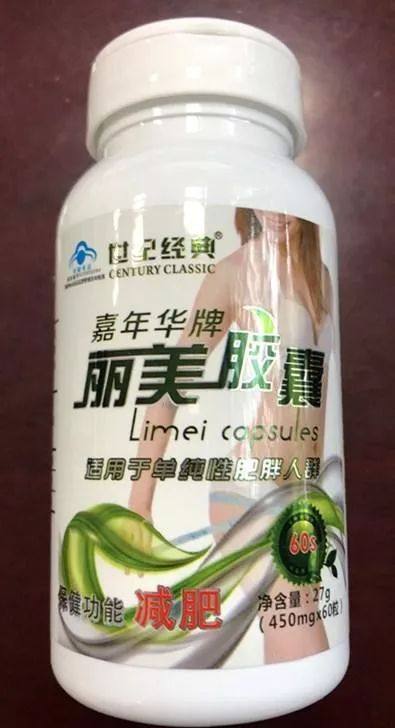 世纪经典®
CENTURY CLASSIC
嘉年华牌
丽美胶囊
Limei capsules
适用于单纯性肥胖人群
60s
保健功能 减肥
净含量：27g
(450mg×60粒)